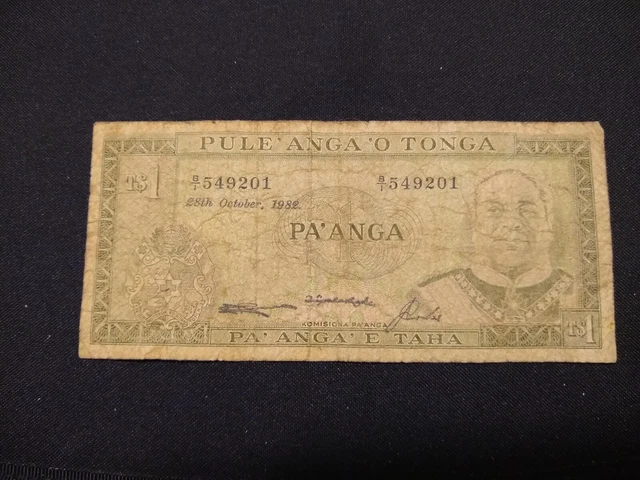 PULE'ANGA 'O TONGA
T$1
B/1 549201 B/1 549201
28th October, 1982.
PA'ANGA
KOMISIONA PA'ANGA
PA'ANGA 'E TAHA
T$1